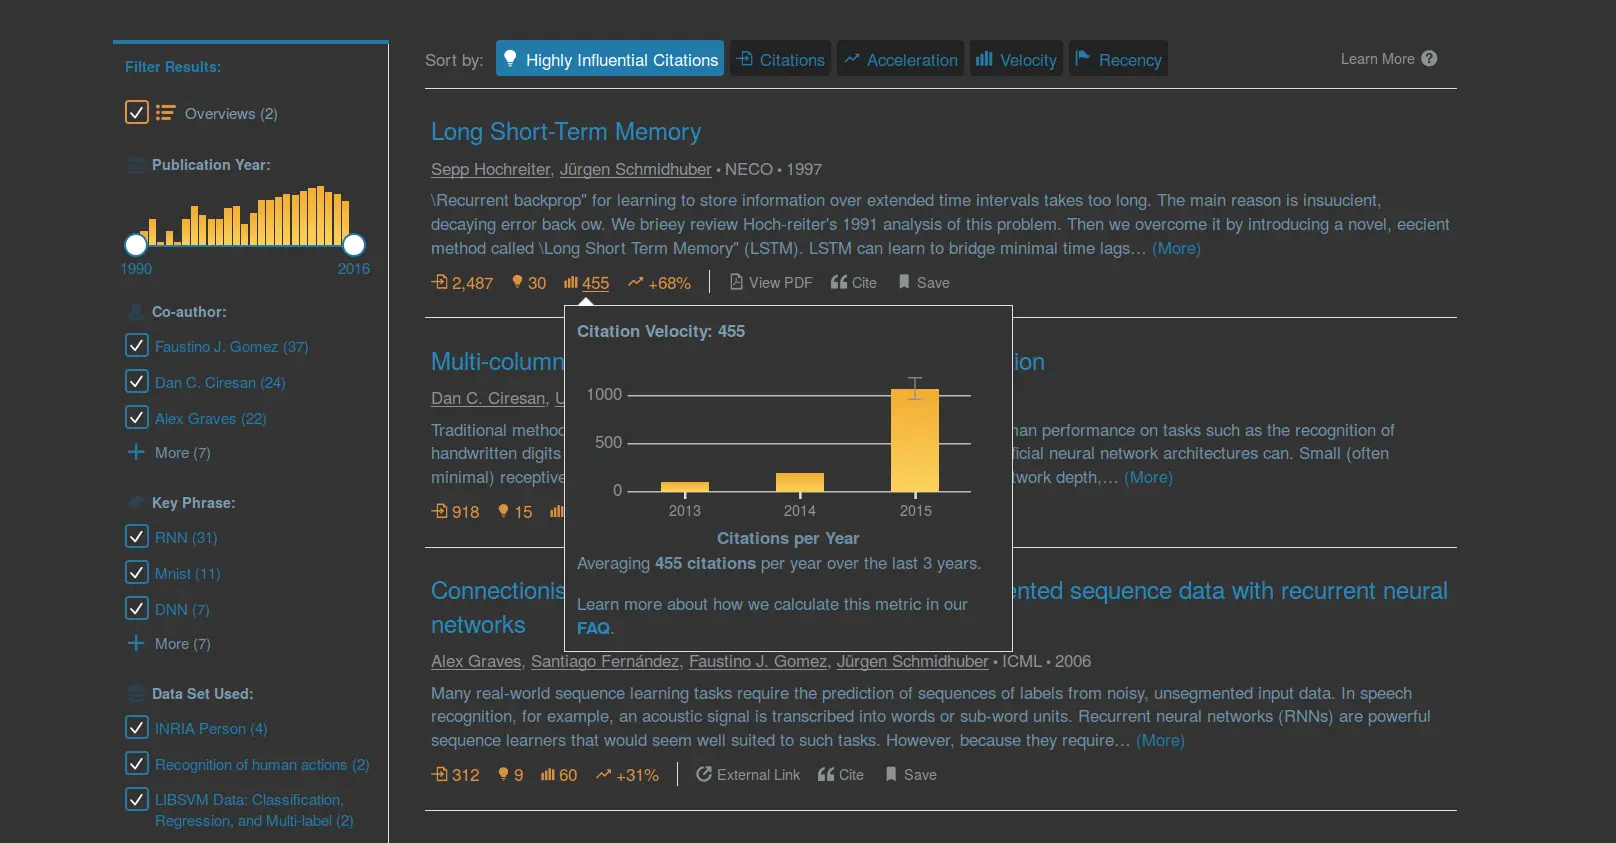 Filter Results:
Overviews (2)
Publication Year:
1990 2016
Co-author:
Faustino J. Gomez (37)
Dan C. Ciresan (24)
Alex Graves (22)
More (7)
Key Phrase:
RNN (31)
Mnist (11)
DNN (7)
More (7)
Data Set Used:
INRIA Person (4)
Recognition of human actions (2)
LIBSVM Data: Classification,
Regression, and Multi-label (2)
Sort by: Highly Influential Citations Citations Acceleration Velocity Recency Learn More ?
Long Short-Term Memory
Sepp Hochreiter, Jürgen Schmidhuber • NECO • 1997
\Recurrent backprop" for learning to store information over extended time intervals takes too long. The main reason is insuucient,
decaying error back ow. We brieey review Hoch-reiter's 1991 analysis of this problem. Then we overcome it by introducing a novel, eecient
method called \Long Short Term Memory" (LSTM). LSTM can learn to bridge minimal time lags… (More)
2,487 30 455 +68% View PDF Cite Save
Citation Velocity: 455
1000
500
0
2013 2014 2015
Citations per Year
Averaging 455 citations per year over the last 3 years.
Learn more about how we calculate this metric in our
FAQ.
Multi-column ion
Dan C. Ciresan, U
Traditional metho man performance on tasks such as the recognition of
handwritten digits ficial neural network architectures can. Small (often
minimal) receptive twork depth,… (More)
918 15
Connectionis nted sequence data with recurrent neural
networks
Alex Graves, Santiago Fernández, Faustino J. Gomez, Jürgen Schmidhuber • ICML • 2006
Many real-world sequence learning tasks require the prediction of sequences of labels from noisy, unsegmented input data. In speech
recognition, for example, an acoustic signal is transcribed into words or sub-word units. Recurrent neural networks (RNNs) are powerful
sequence learners that would seem well suited to such tasks. However, because they require… (More)
312 9 60 +31% External Link Cite Save